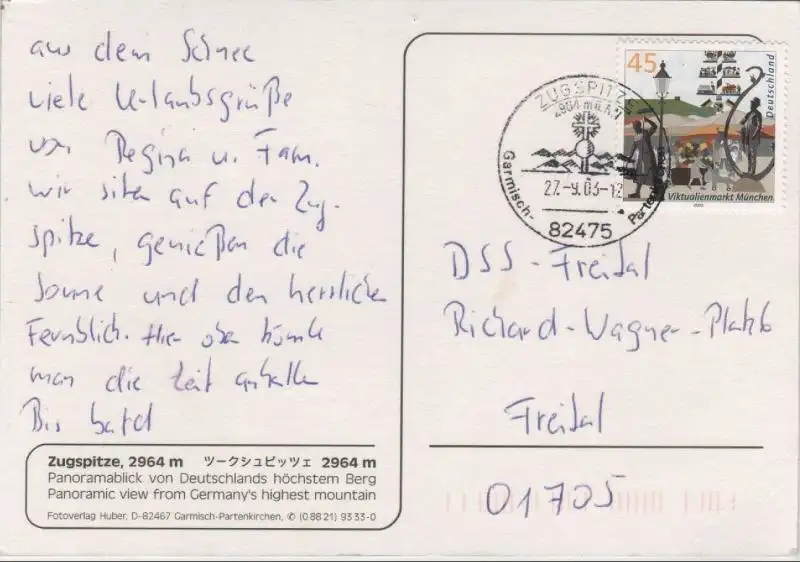 aus dem Schnee
viele Urlaubsgrüße
von Regina u. Fam.
wir sitzen auf der Zug-
spitze, genießen die
Sonne und den herrlichen
Fernblick. Hier oben könnte
man die Zeit anhalten
Bis bald
Zugspitze, 2964 m ツークシュピッツェ 2964 m
Panoramablick von Deutschlands höchstem Berg
Panoramic view from Germany's highest mountain
Fotoverlag Huber, D-82467 Garmisch-Partenkirchen, ✆ (0 88 21) 93 33-0
ZUGSPITZE
2964 m ü.M.
27.-9.03-12
Garmisch-Partenkirchen
82475
45
Deutschland
Viktualienmarkt München
2003
DSS-Freital
Richard-Wagner-Platz 6
Freital
01705